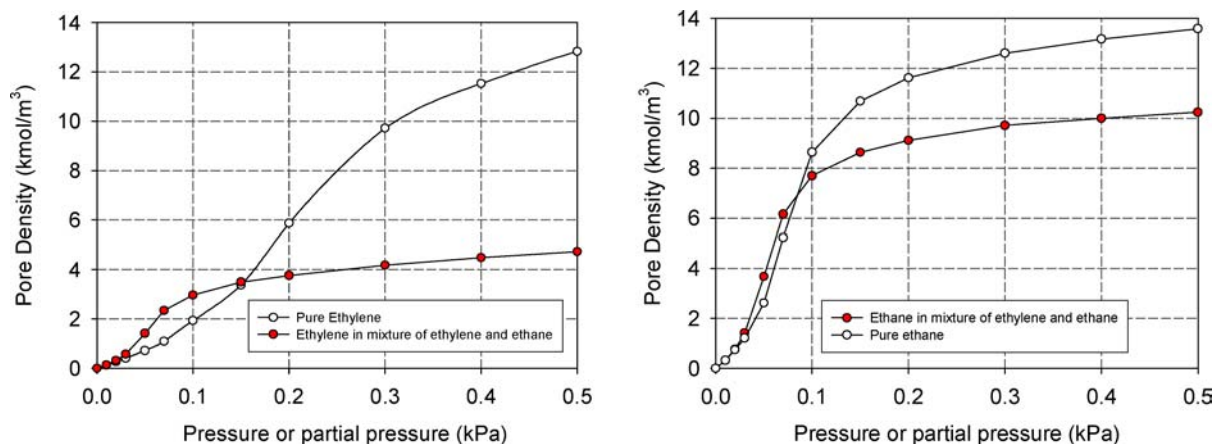 14
12
10
8
6
4
2
0
Pore Density (kmol/m³)
Pure Ethylene
Ethylene in mixture of ethylene and ethane
0.0 0.1 0.2 0.3 0.4 0.5
Pressure or partial pressure (kPa)
14
12
10
8
6
4
2
0
Pore Density (kmol/m³)
Ethane in mixture of ethylene and ethane
Pure ethane
0.0 0.1 0.2 0.3 0.4 0.5
Pressure or partial pressure (kPa)